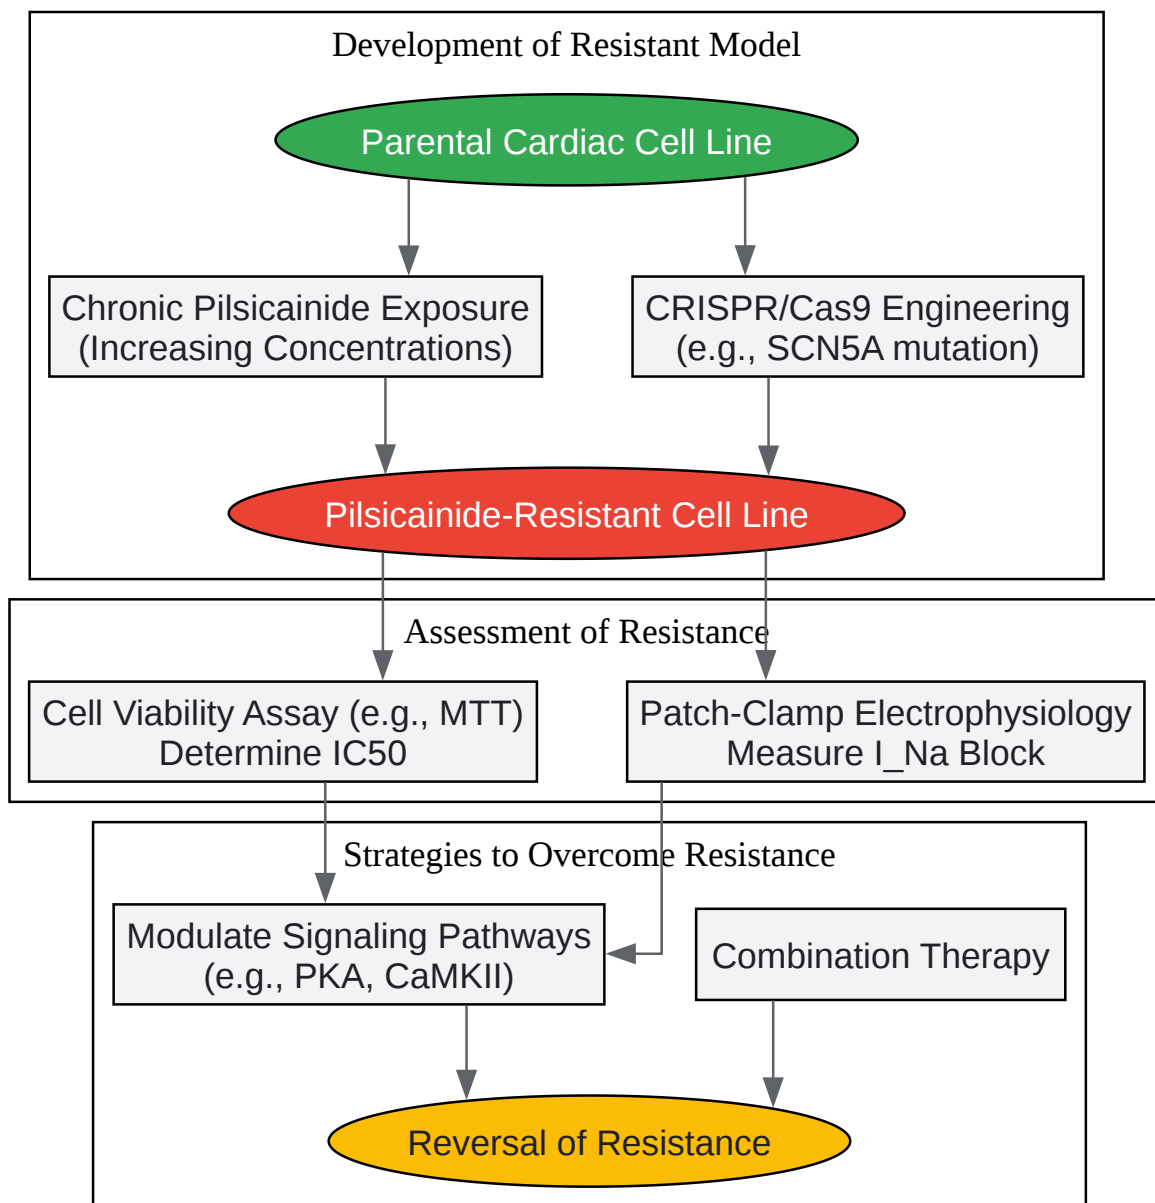 Development of Resistant Model
Parental Cardiac Cell Line
Chronic Pilsicainide Exposure
(Increasing Concentrations)
CRISPR/Cas9 Engineering
(e.g., SCN5A mutation)
Pilsicainide-Resistant Cell Line
Assessment of Resistance
Cell Viability Assay (e.g., MTT)
Determine IC50
Patch-Clamp Electrophysiology
Measure I_Na Block
Strategies to Overcome Resistance
Modulate Signaling Pathways
(e.g., PKA, CaMKII)
Combination Therapy
Reversal of Resistance